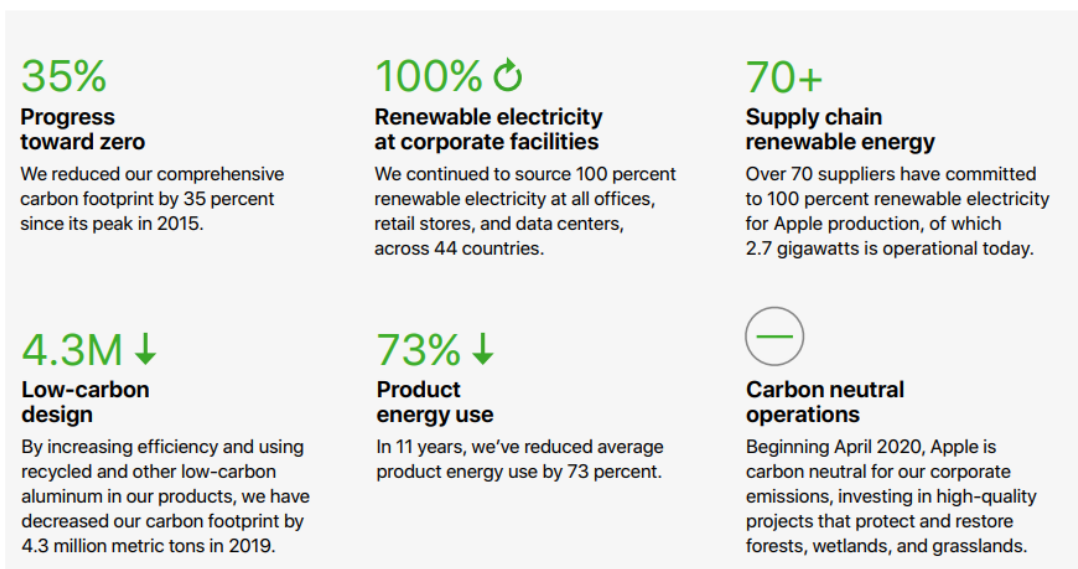 35%
Progress
toward zero
We reduced our comprehensive
carbon footprint by 35 percent
since its peak in 2015.
100%
Renewable electricity
at corporate facilities
We continued to source 100 percent
renewable electricity at all offices,
retail stores, and data centers,
across 44 countries.
70+
Supply chain
renewable energy
Over 70 suppliers have committed
to 100 percent renewable electricity
for Apple production, of which
2.7 gigawatts is operational today.
4.3M ↓
Low-carbon
design
By increasing efficiency and using
recycled and other low-carbon
aluminum in our products, we have
decreased our carbon footprint by
4.3 million metric tons in 2019.
73% ↓
Product
energy use
In 11 years, we’ve reduced average
product energy use by 73 percent.
Carbon neutral
operations
Beginning April 2020, Apple is
carbon neutral for our corporate
emissions, investing in high-quality
projects that protect and restore
forests, wetlands, and grasslands.